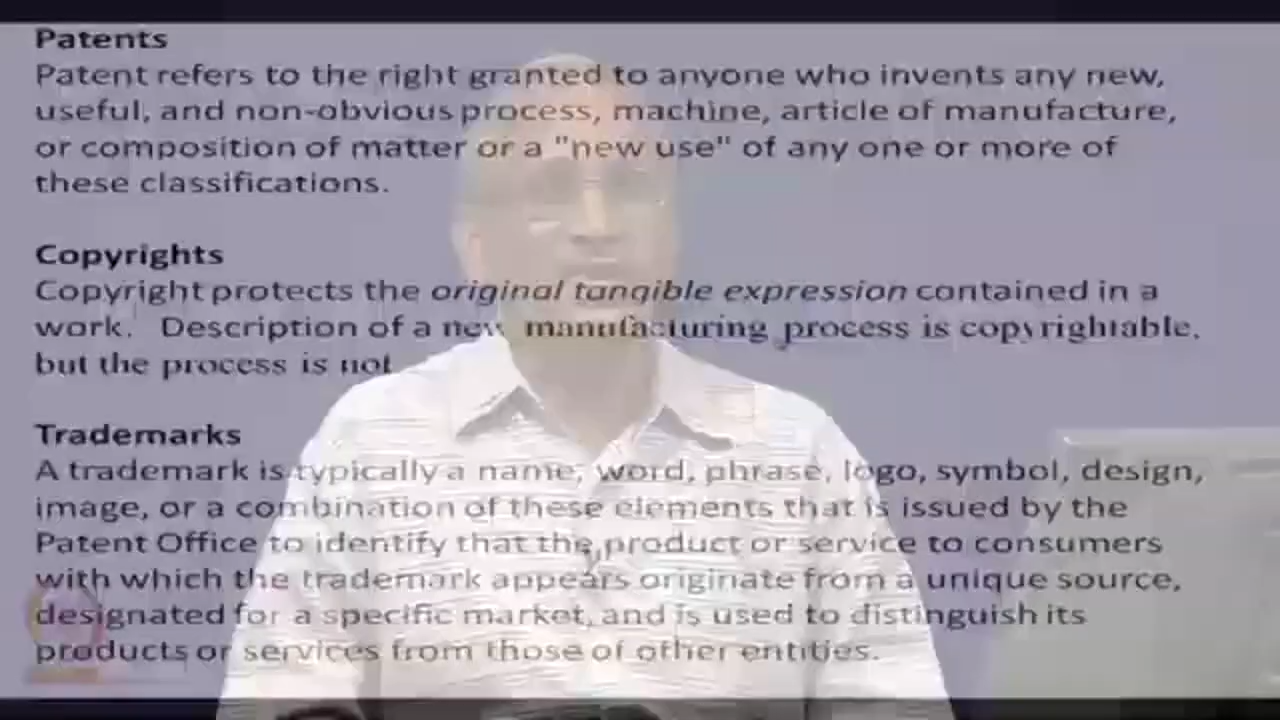 Patents
Patent refers to the right granted to anyone who invents any new,
useful, and non-obvious process, machine, article of manufacture,
or composition of matter or a "new use" of any one or more of
these classifications.
Copyrights
Copyright protects the original tangible expression contained in a
work. Description of a new manufacturing process is copyrightable,
but the process is not
Trademarks
A trademark is typically a name, word, phrase, logo, symbol, design,
image, or a combination of these elements that is issued by the
Patent Office to identify that the product or service to consumers
with which the trademark appears originate from a unique source,
designated for a specific market, and is used to distinguish its
products or services from those of other entities.